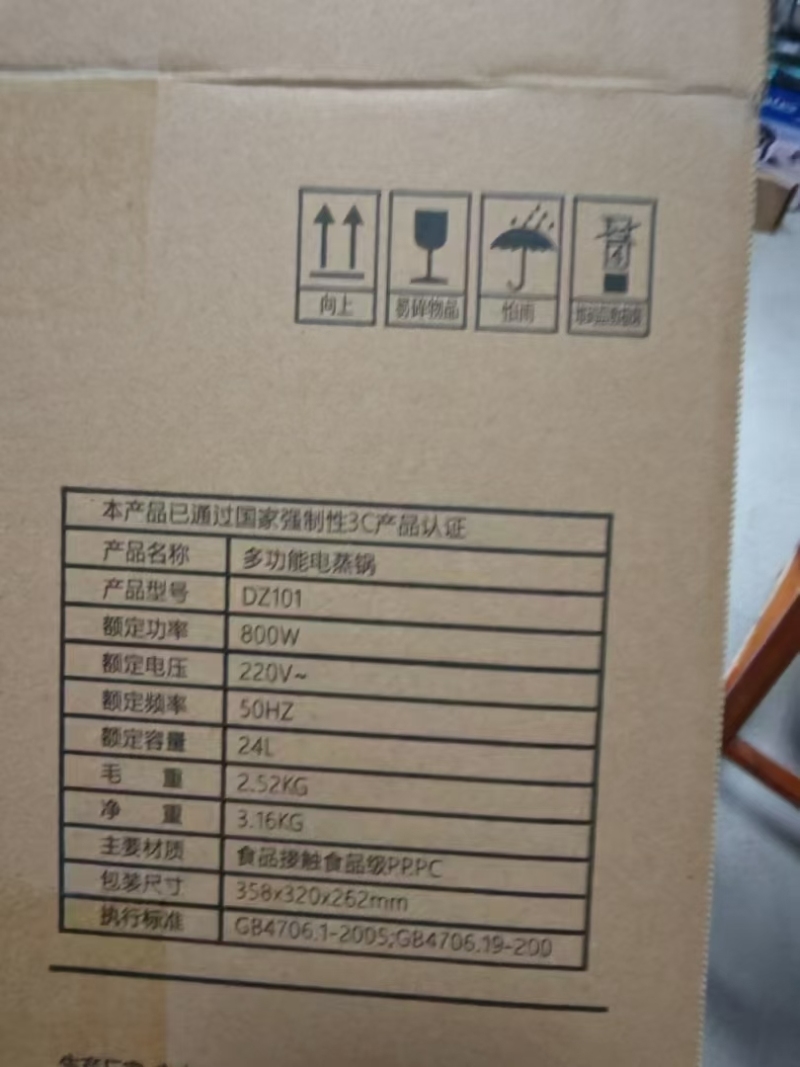 向上
易碎物品
怕雨
本产品已通过国家强制性3C产品认证
产品名称 多功能电蒸锅
产品型号 DZ101
额定功率 800W
额定电压 220V~
额定频率 50HZ
额定容量 24L
毛 重 2.52KG
净 重 3.16KG
主要材质 食品接触食品级PP.PC
包装尺寸 358x320x262mm
执行标准 GB4706.1-2005;GB4706.19-200